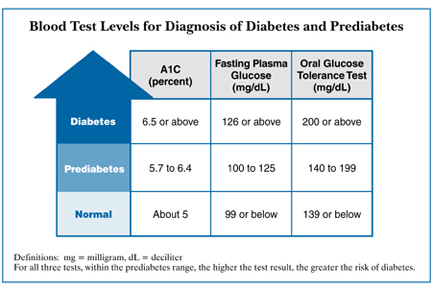 Blood Test Levels for Diagnosis of Diabetes and Prediabetes
A1C
(percent)
Fasting Plasma
Glucose
(mg/dL)
Oral Glucose
Tolerance Test
(mg/dL)
Diabetes
6.5 or above
126 or above
200 or above
Prediabetes
5.7 to 6.4
100 to 125
140 to 199
Normal
About 5
99 or below
139 or below
Definitions: mg = milligram, dL = deciliter
For all three tests, within the prediabetes range, the higher the test result, the greater the risk of diabetes.